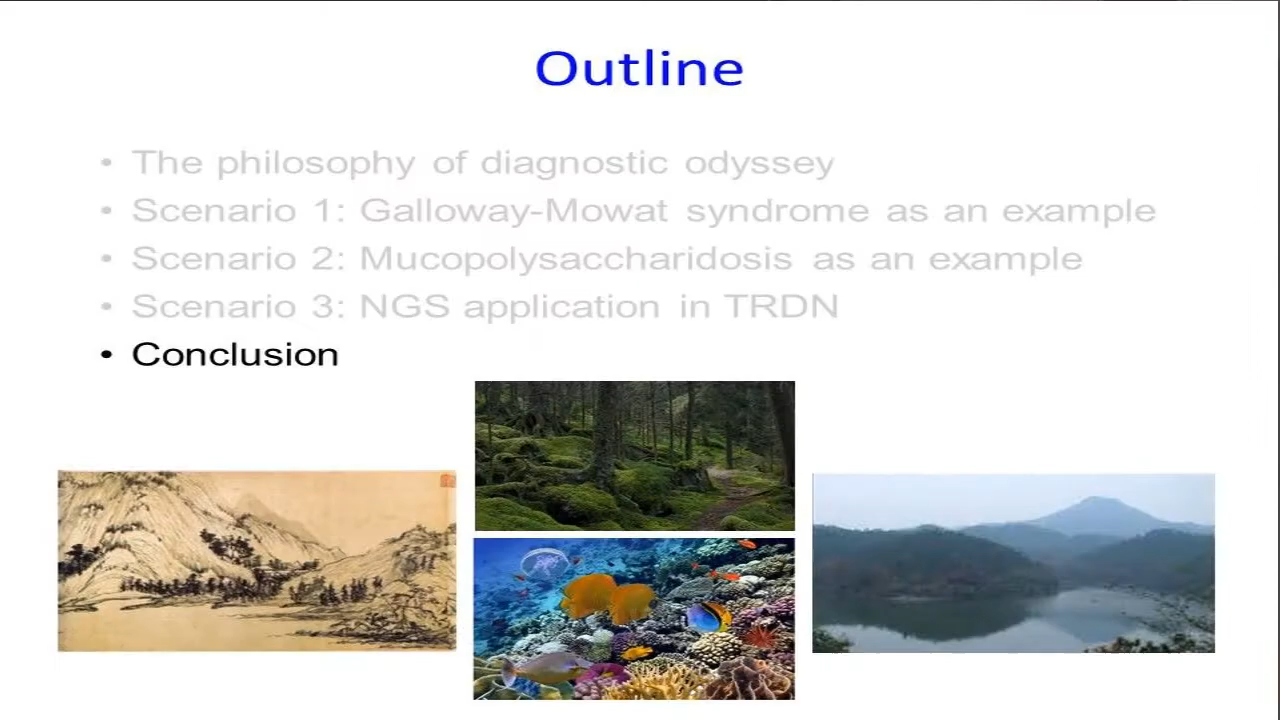 Outline
• The philosophy of diagnostic odyssey
• Scenario 1: Galloway-Mowat syndrome as an example
• Scenario 2: Mucopolysaccharidosis as an example
• Scenario 3: NGS application in TRDN
• Conclusion